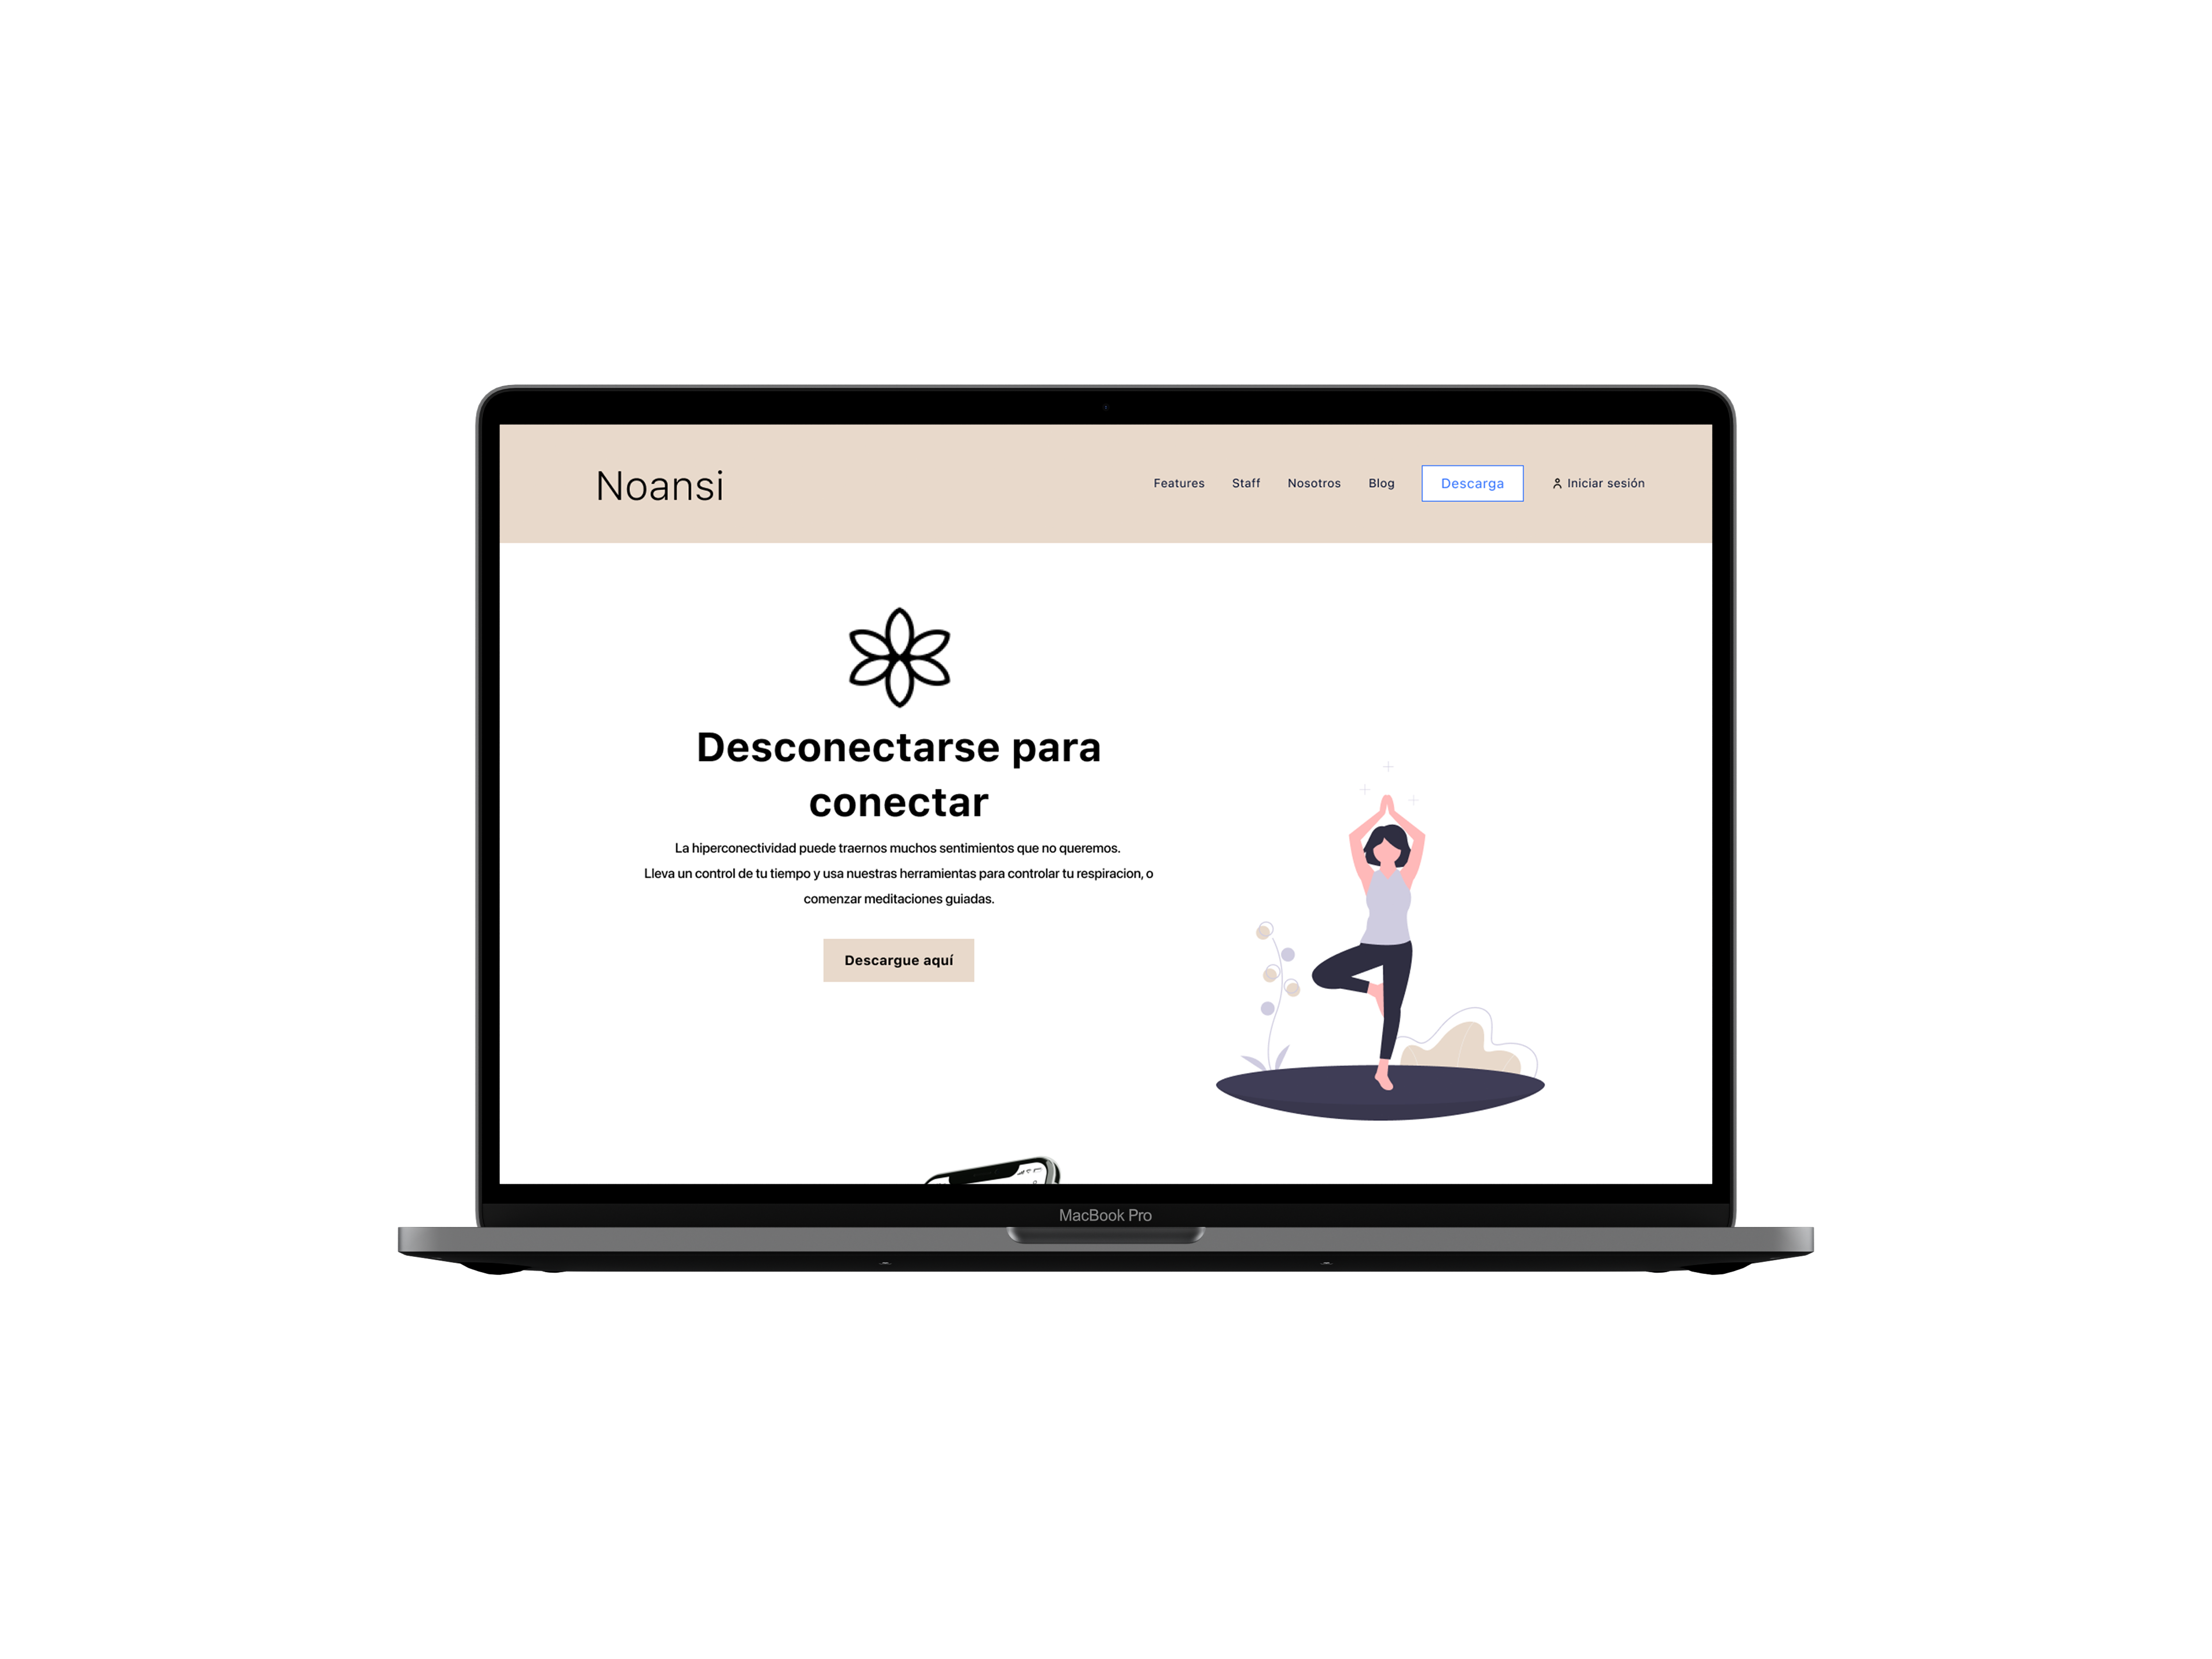 Noansi
Features Staff Nosotros Blog Descarga Iniciar sesión
Desconectarse para
conectar
La hiperconectividad puede traernos muchos sentimientos que no queremos.
Lleva un control de tu tiempo y usa nuestras herramientas para controlar tu respiracion, o
comenzar meditaciones guiadas.
Descargue aquí
MacBook Pro